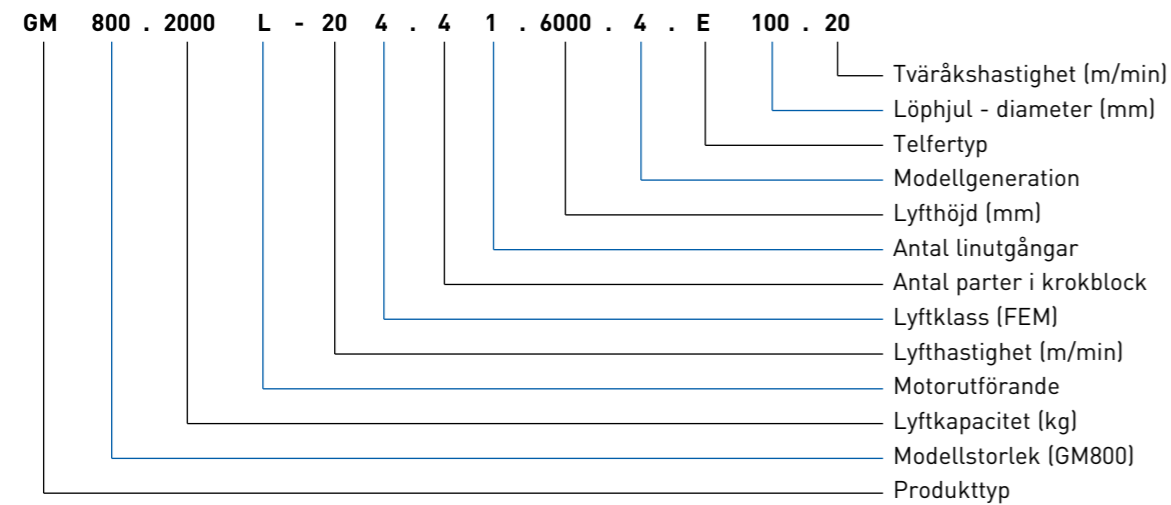 GM 800 . 2000 L - 20 4 . 4 1 . 6000 . 4 . E 100 . 20
Tväråkshastighet (m/min)
Löphjul - diameter (mm)
Telfertyp
Modellgeneration
Lyfthöjd (mm)
Antal linutgångar
Antal parter i krokblock
Lyftklass (FEM)
Lyfthastighet (m/min)
Motorutförande
Lyftkapacitet (kg)
Modellstorlek (GM800)
Produkttyp